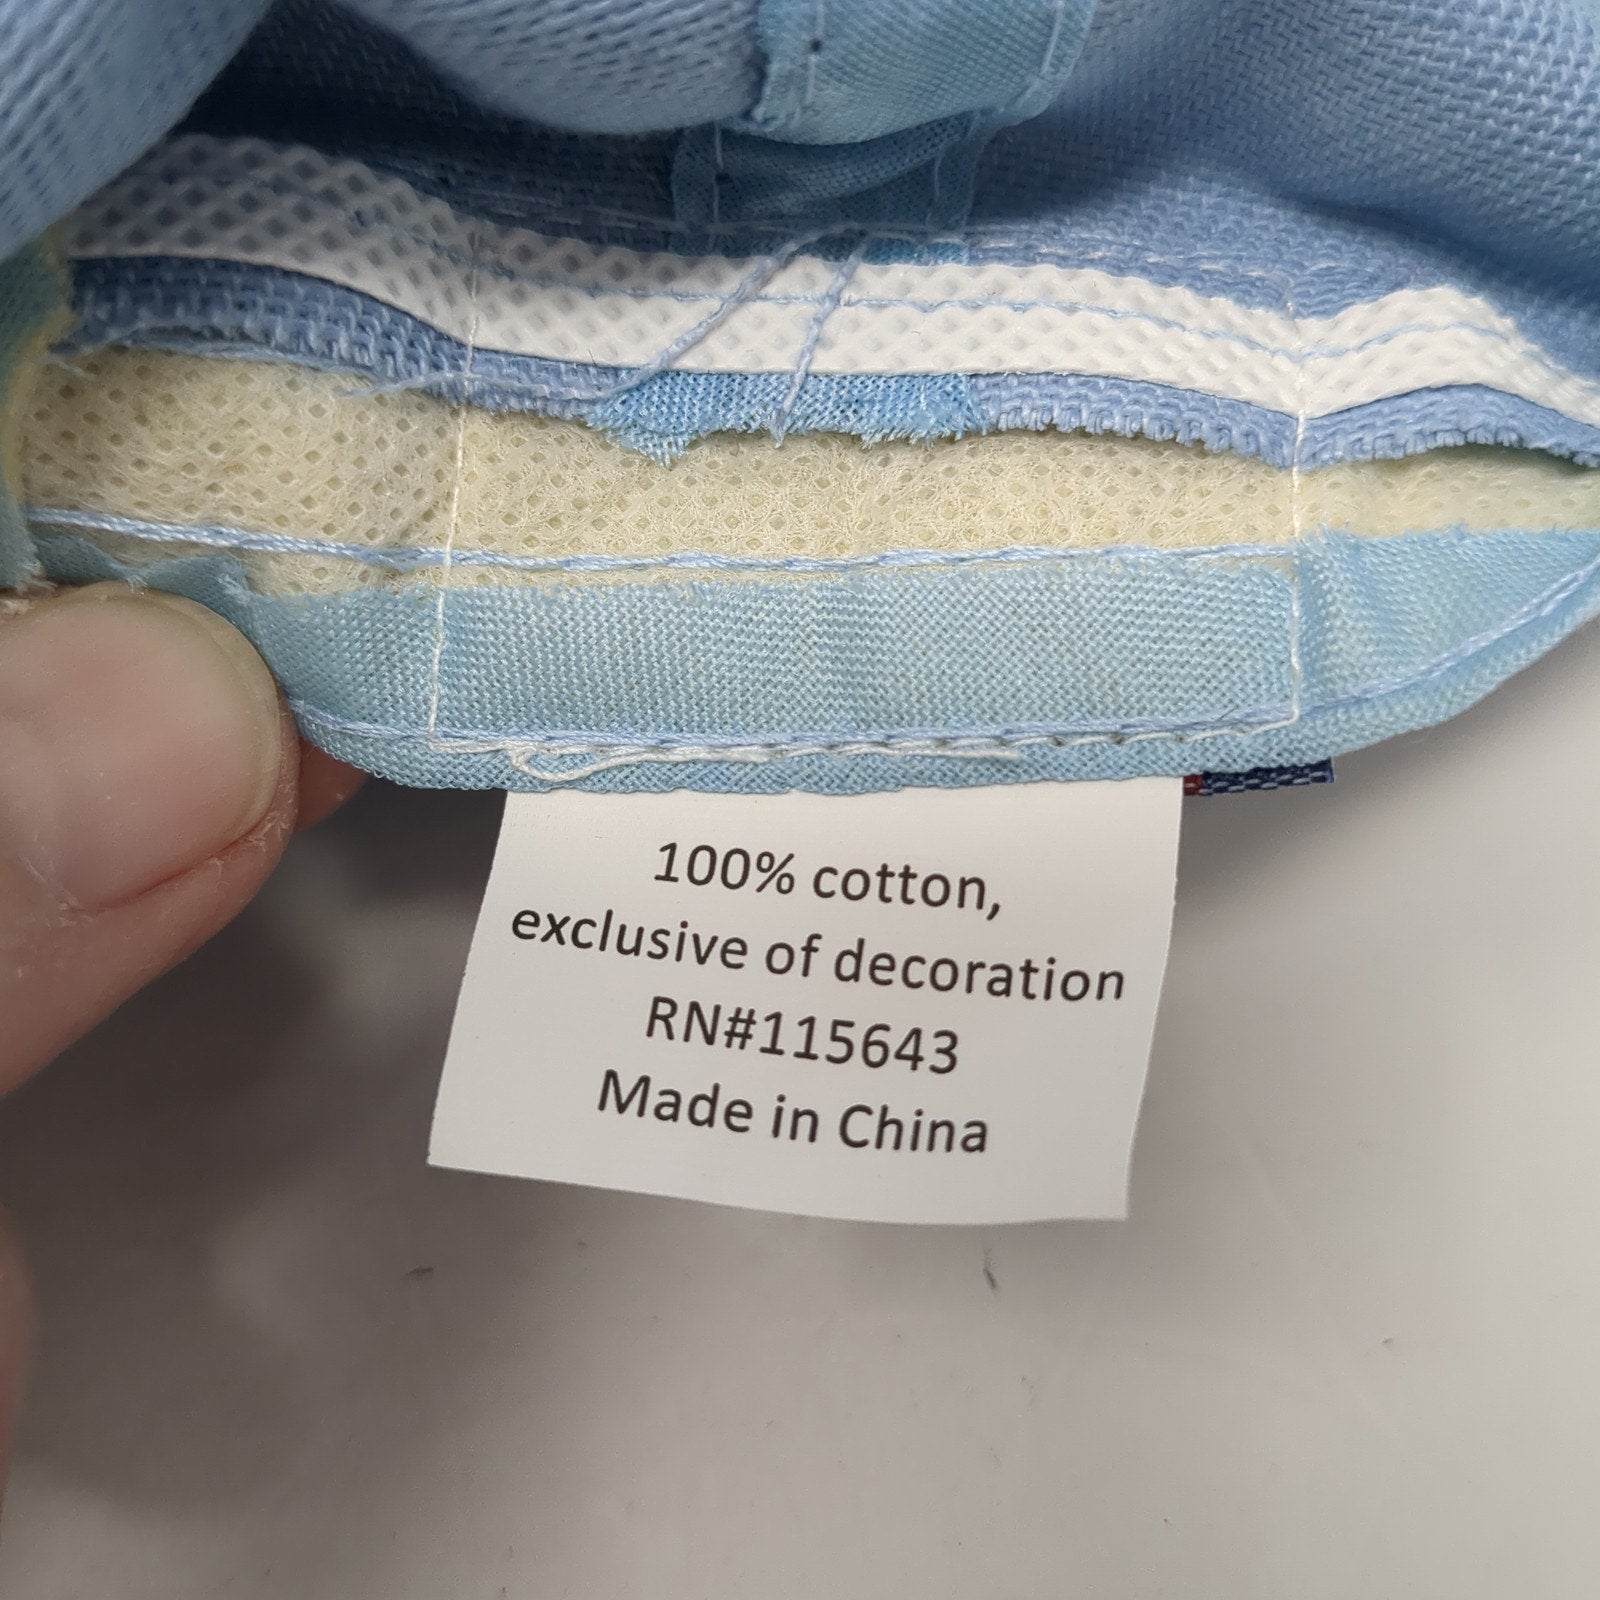 100% cotton,
exclusive of decoration
RN#115643
Made in China